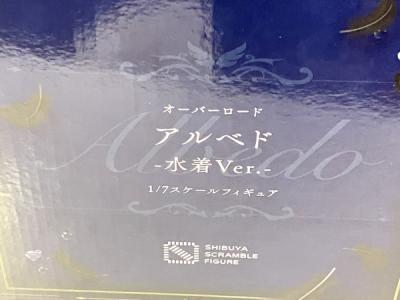 オーバーロード
Albedo
アルベド
-水着Ver.-
1/7スケールフィギュア
SHIBUYA
SCRAMBLE
FIGURE